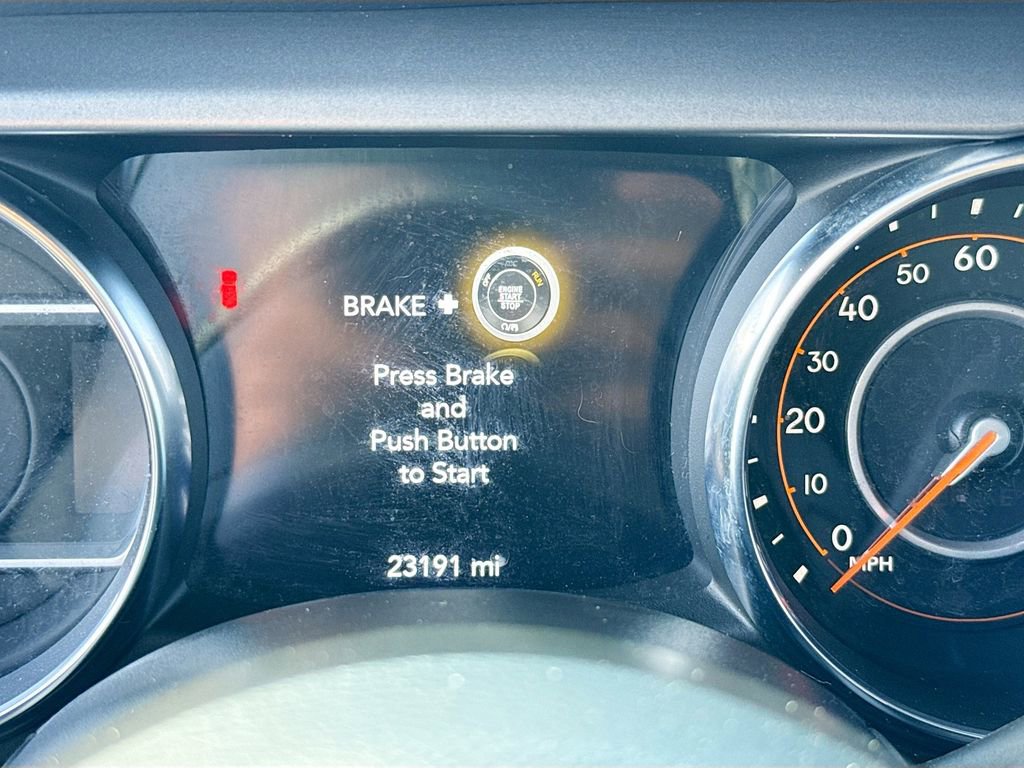 BRAKE +
RUN
ENGINE
START
STOP
Press Brake
and
Push Button
to Start
23191 mi
60
50
40
30
20
10
0
MPH